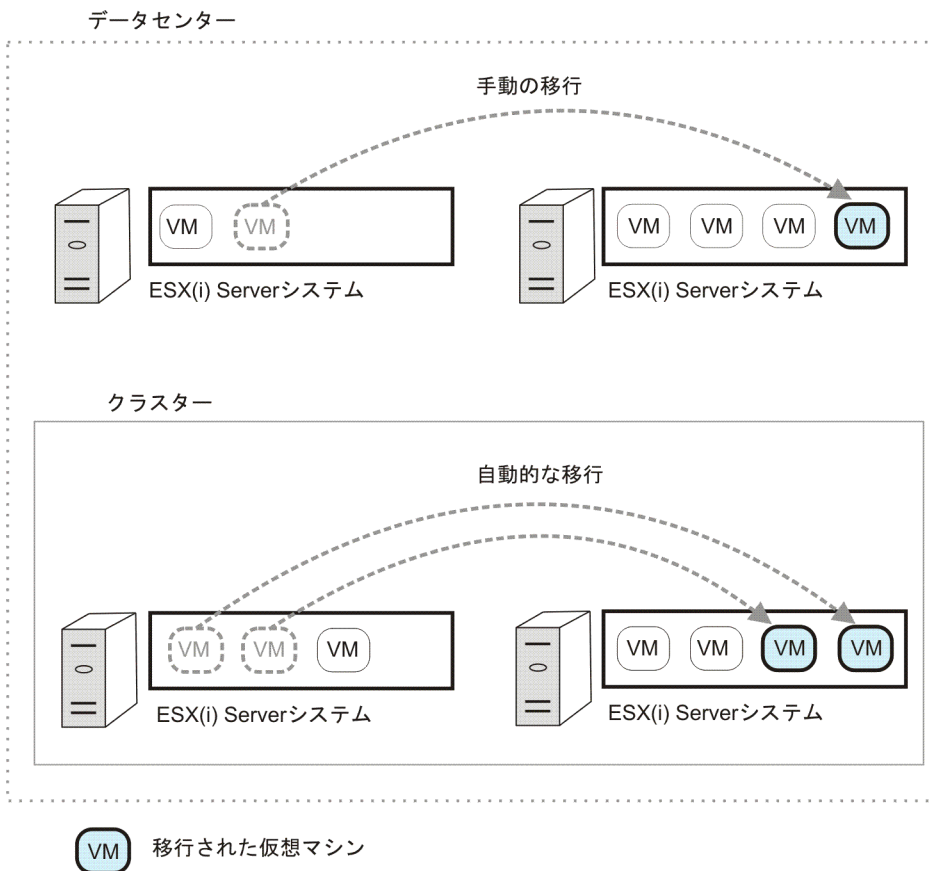 データセンター
手動の移行
VM VM
VM VM VM VM
ESX(i) Serverシステム
ESX(i) Serverシステム
クラスター
自動的な移行
VM VM VM
VM VM VM VM
ESX(i) Serverシステム
ESX(i) Serverシステム
VM 移行された仮想マシン